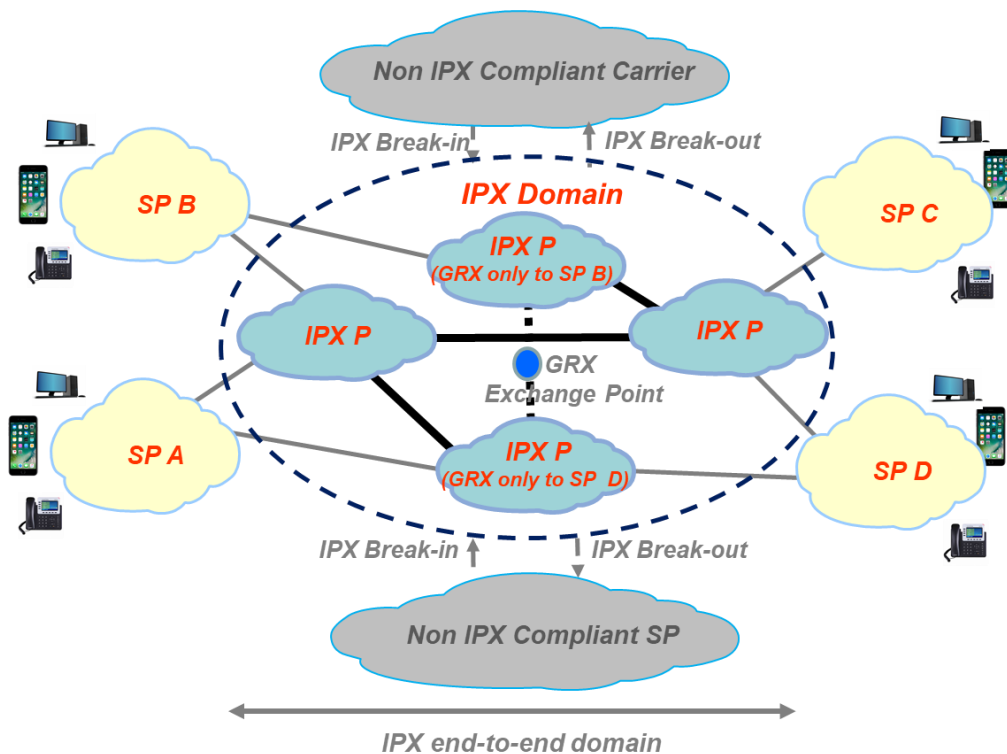 Non IPX Compliant Carrier
IPX Break-in
IPX Break-out
IPX Domain
SP B
SP C
IPX P
(GRX only to SP B)
IPX P
IPX P
GRX
Exchange Point
SP A
IPX P
(GRX only to SP D)
SP D
IPX Break-in
IPX Break-out
Non IPX Compliant SP
IPX end-to-end domain